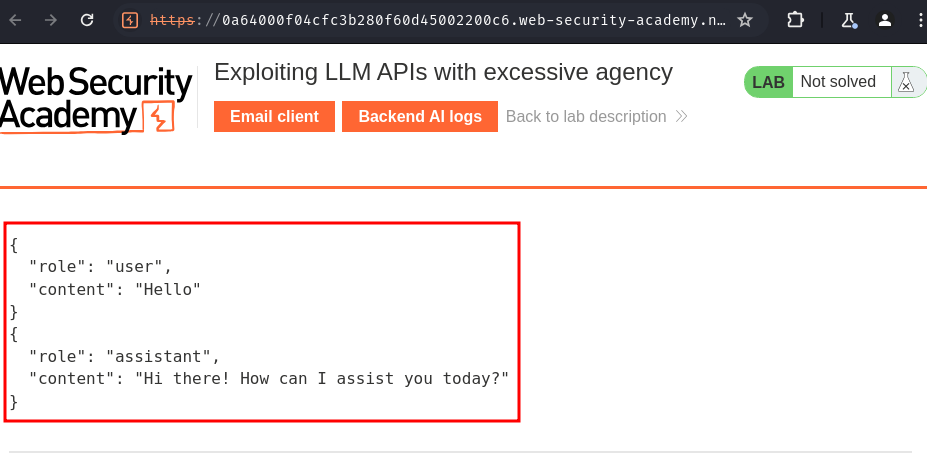 https://0a64000f04cfc3b280f60d45002200c6.web-security-academy.n...
Web Security
Academy
Exploiting LLM APIs with excessive agency
LAB Not solved
Email client
Backend AI logs
Back to lab description
{
"role": "user",
"content": "Hello"
}
{
"role": "assistant",
"content": "Hi there! How can I assist you today?"
}